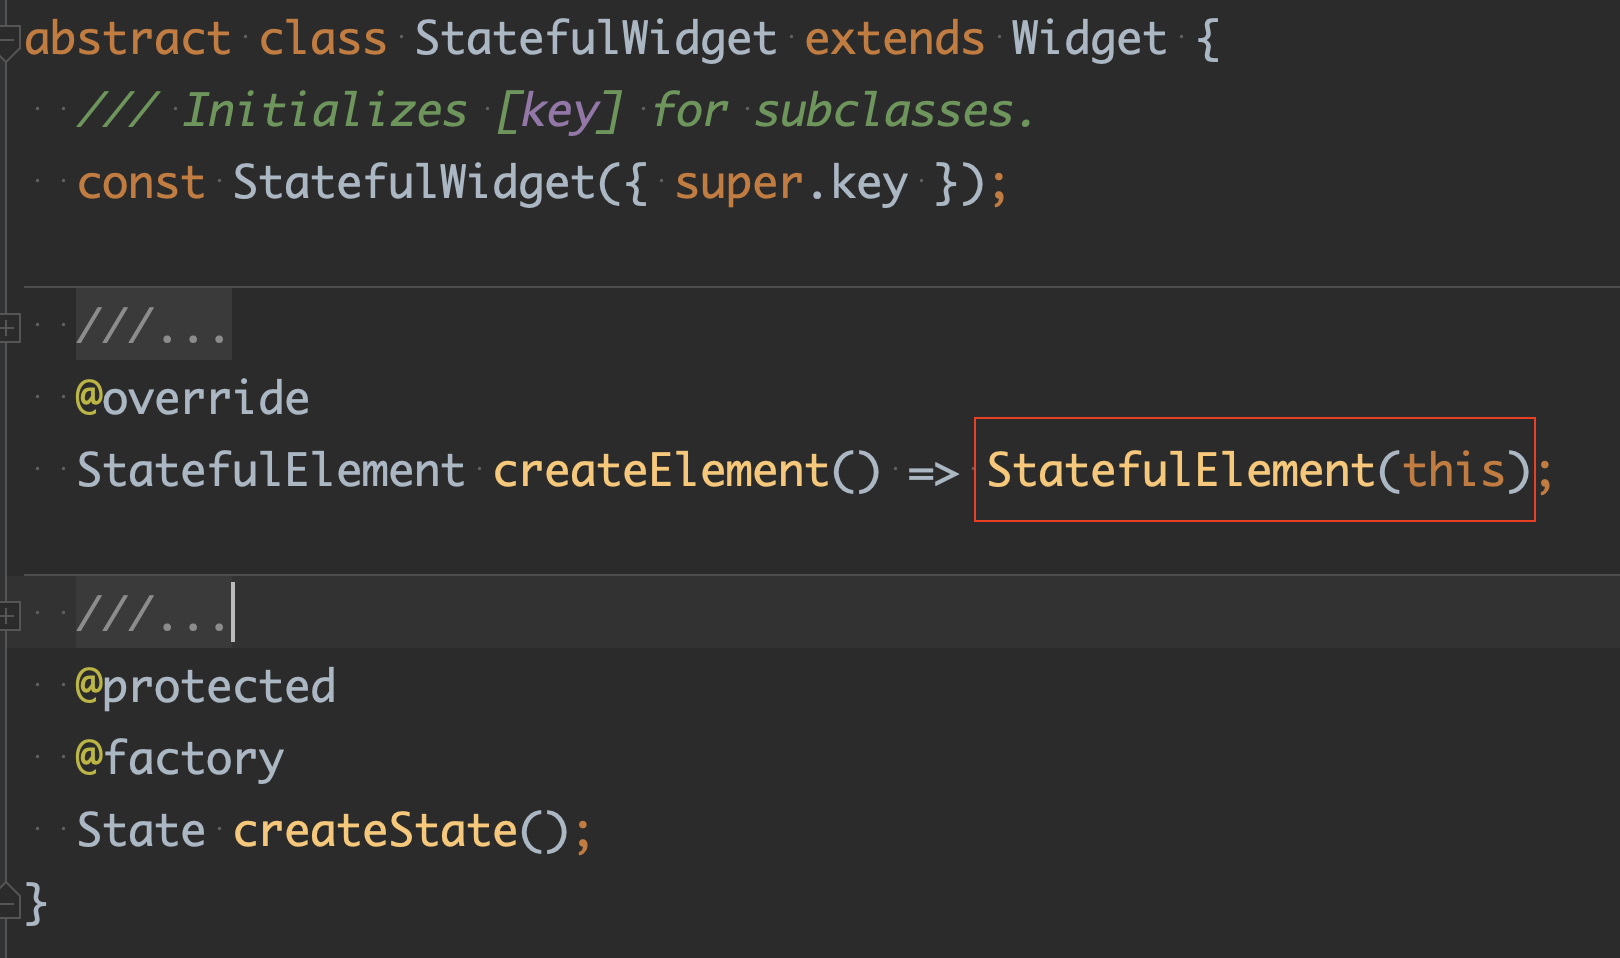 abstract class StatefulWidget extends Widget {
/// Initializes [key] for subclasses.
const StatefulWidget({ super.key });
///...
@override
StatefulElement createElement() => StatefulElement(this);
///...
@protected
@factory
State createState();
}